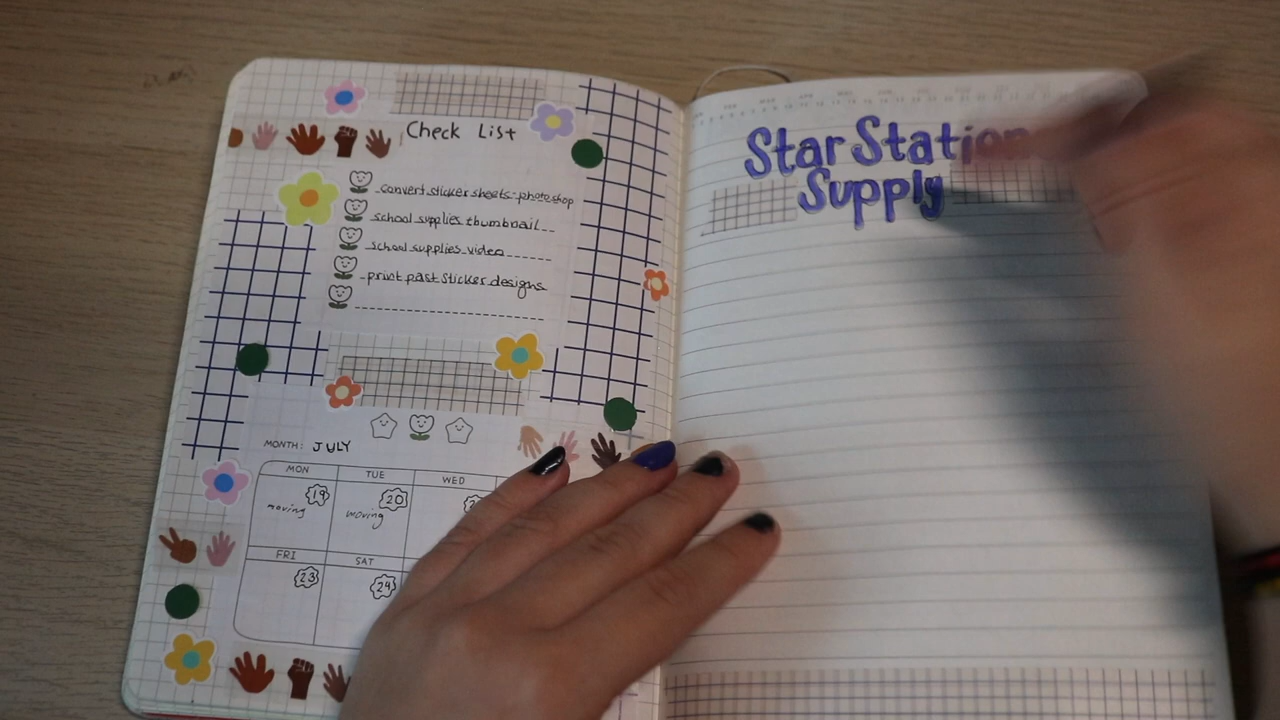 Check List
convert sticker sheets-photoshop
school supplies thumbnail
school supplies video
print past sticker designs
MONTH: JULY
MON TUE WED
19 20
moving moving
FRI SAT
23 24
Star Station
Supply